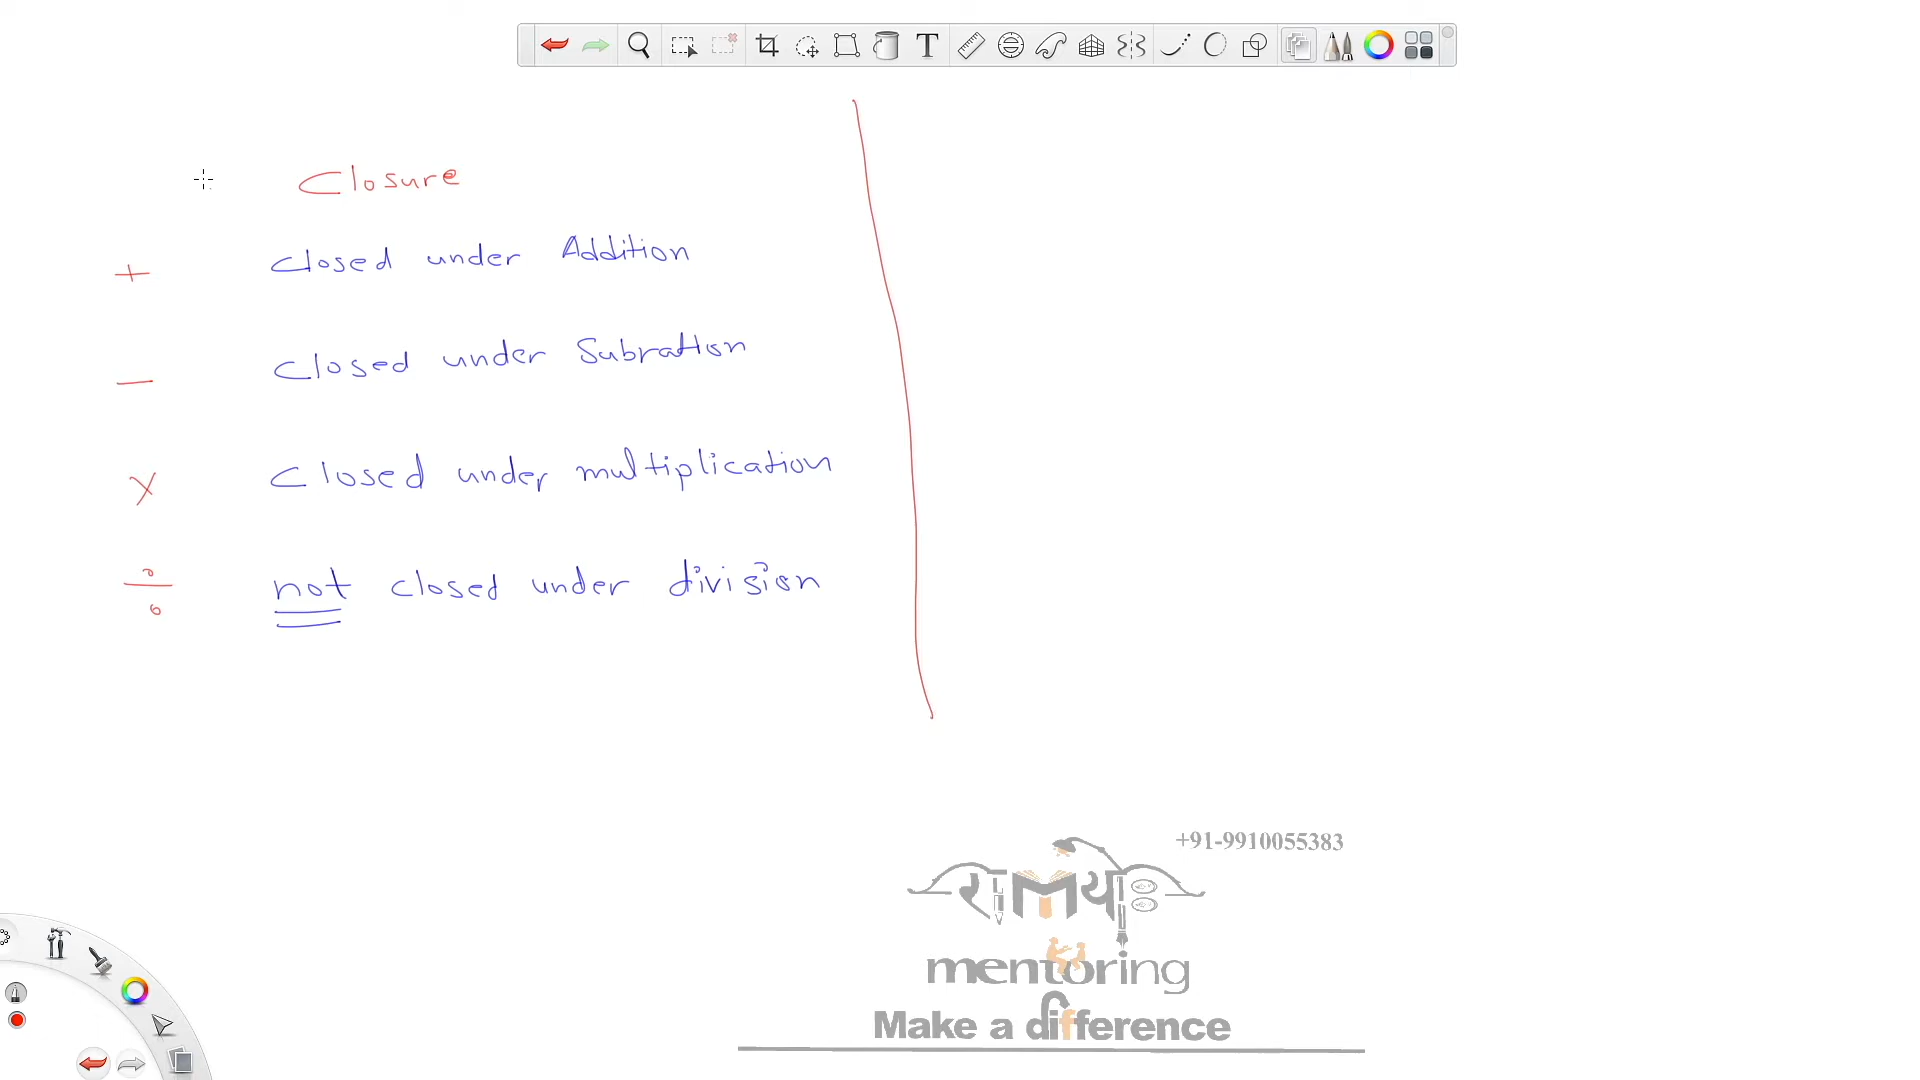 Closure
+ Closed under Addition
— Closed under Subration
x Closed under multiplication
÷ not closed under division
+91-9910055383
रामया:
mentoring
Make a difference